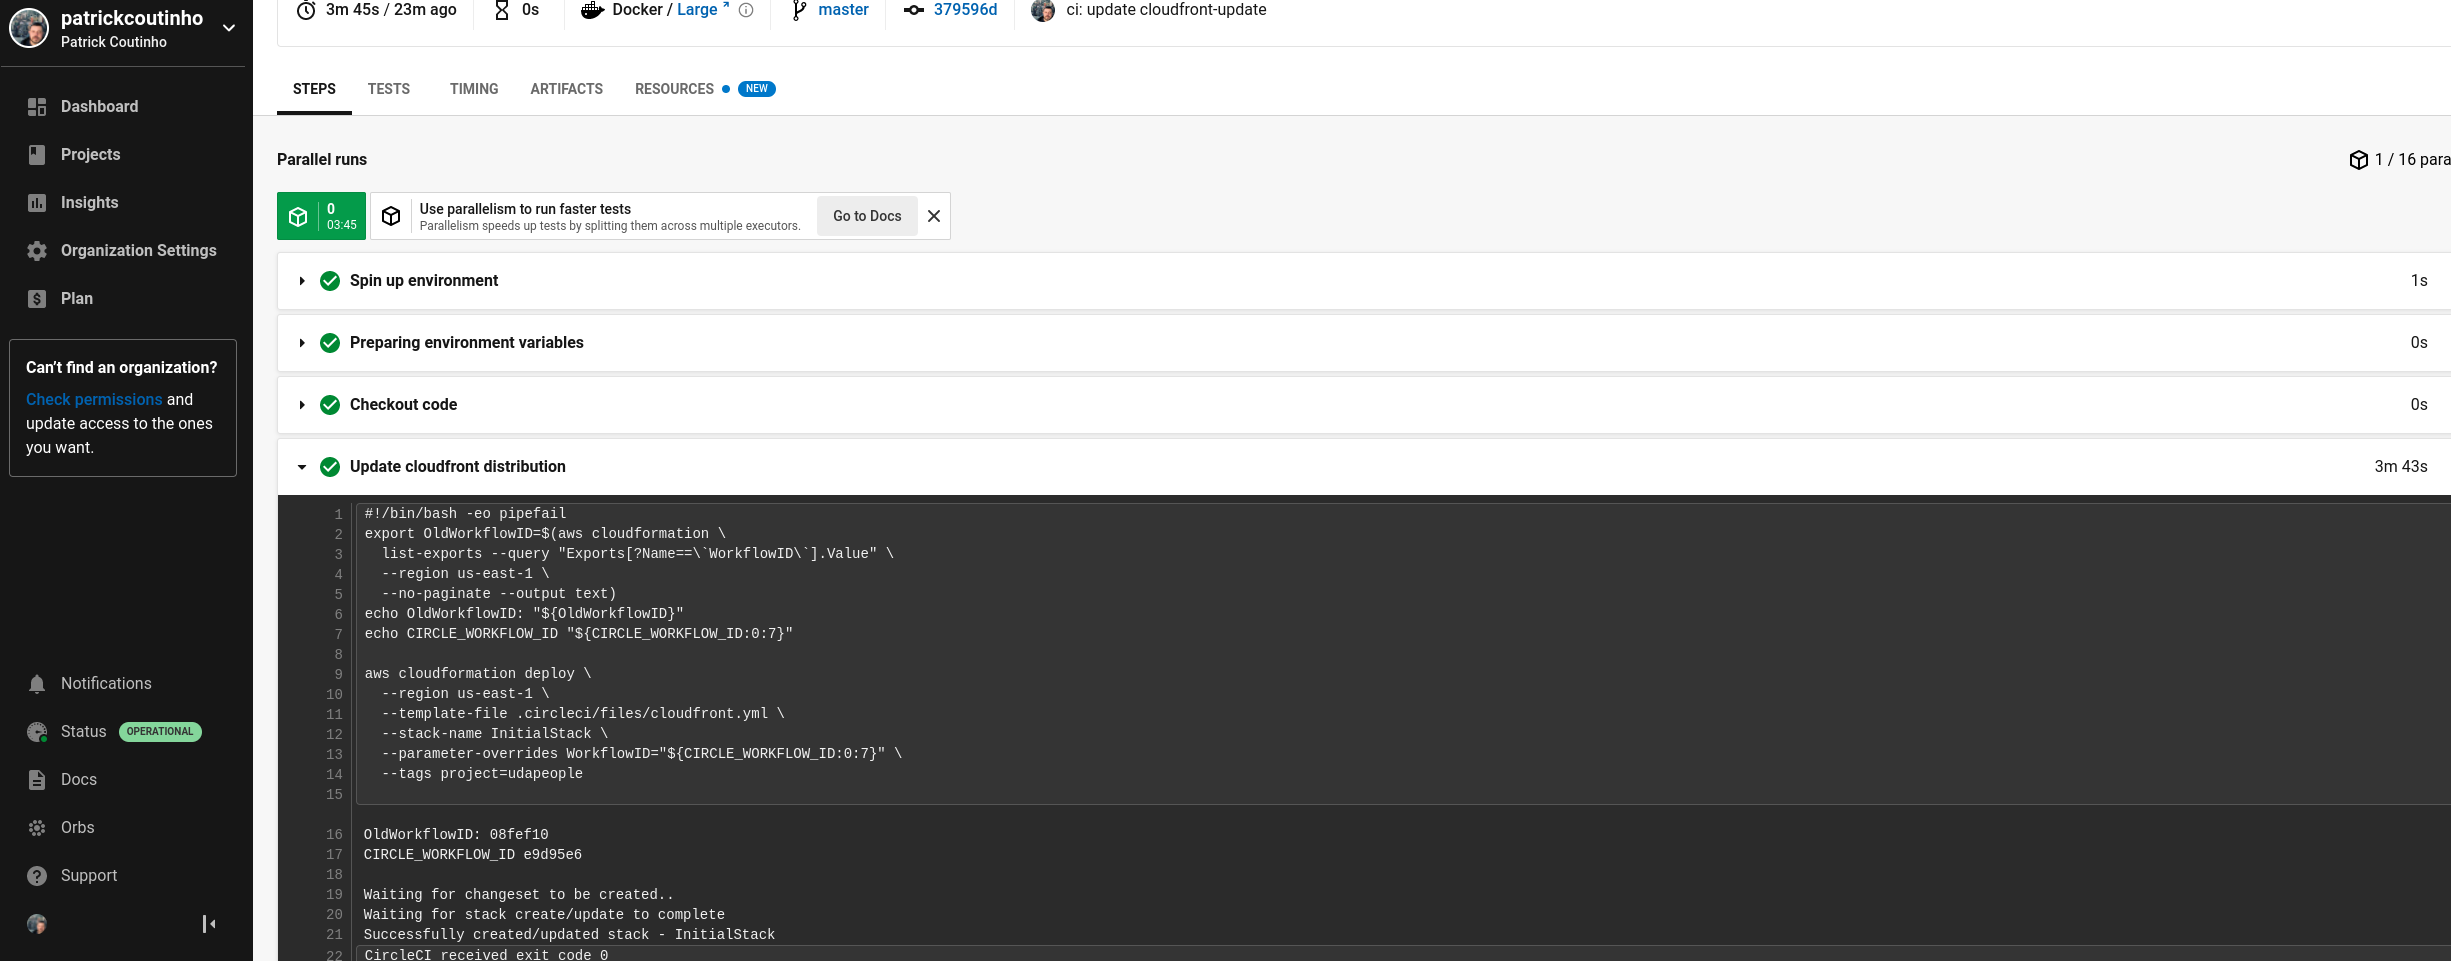 patrickcoutinho
Patrick Coutinho
Dashboard
Projects
Insights
Organization Settings
Plan
Can't find an organization?
Check permissions and
update access to the ones
you want.
Notifications
Status OPERATIONAL
Docs
Orbs
Support
3m 45s / 23m ago 0s Docker / Large master 379596d ci: update cloudfront-update
STEPS TESTS TIMING ARTIFACTS RESOURCES NEW
Parallel runs 1 / 16 para
0
03:45
Use parallelism to run faster tests
Parallelism speeds up tests by splitting them across multiple executors.
Go to Docs
Spin up environment 1s
Preparing environment variables 0s
Checkout code 0s
Update cloudfront distribution 3m 43s
1 #!/bin/bash -eo pipefail
2 export OldWorkflowID=$(aws cloudformation \
3 list-exports --query "Exports[?Name==\`WorkflowID\`].Value" \
4 --region us-east-1 \
5 --no-paginate --output text)
6 echo OldWorkflowID: "${OldWorkflowID}"
7 echo CIRCLE_WORKFLOW_ID "${CIRCLE_WORKFLOW_ID:0:7}"
8
9 aws cloudformation deploy \
10 --region us-east-1 \
11 --template-file .circleci/files/cloudfront.yml \
12 --stack-name InitialStack \
13 --parameter-overrides WorkflowID="${CIRCLE_WORKFLOW_ID:0:7}" \
14 --tags project=udapeople
15
16 OldWorkflowID: 08fef10
17 CIRCLE_WORKFLOW_ID e9d95e6
18
19 Waiting for changeset to be created..
20 Waiting for stack create/update to complete
21 Successfully created/updated stack - InitialStack
22 CircleCI received exit code 0